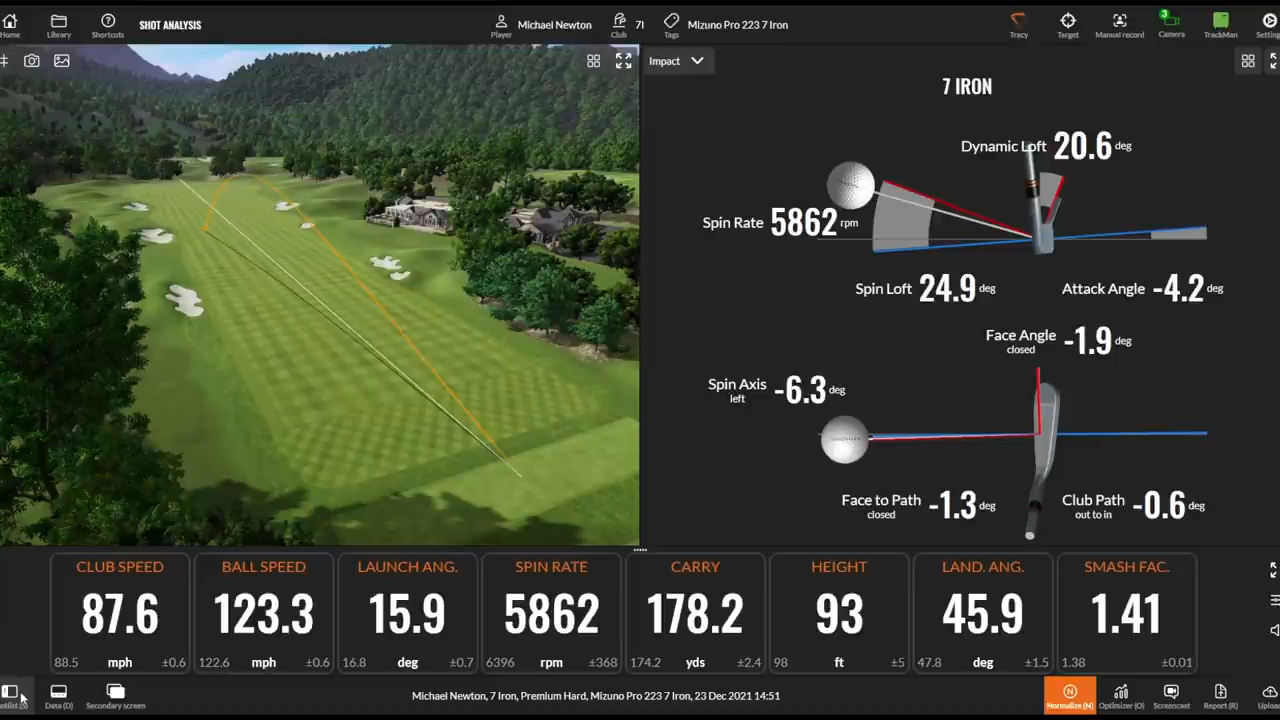 Home
Library
Shortcuts
SHOT ANALYSIS
Player
Michael Newton
Club
7I
Tags
Mizuno Pro 223 7 Iron
Tracy
Target
Manual record
3
Camera
TrackMan
Impact
7 IRON
Dynamic Loft 20.6 deg
Spin Rate 5862 rpm
Spin Loft 24.9 deg
Attack Angle -4.2 deg
Face Angle closed -1.9 deg
Spin Axis left -6.3 deg
Face to Path closed -1.3 deg
Club Path out to in -0.6 deg
CLUB SPEED
87.6
88.5 mph ±0.6
BALL SPEED
123.3
122.6 mph ±0.6
LAUNCH ANG.
15.9
16.8 deg ±0.7
SPIN RATE
5862
6396 rpm ±368
CARRY
178.2
174.2 yds ±2.4
HEIGHT
93
98 ft ±5
LAND. ANG.
45.9
47.8 deg ±1.5
SMASH FAC.
1.41
1.38 ±0.01
Data (D)
Secondary screen
Michael Newton, 7 Iron, Premium Hard, Mizuno Pro 223 7 Iron, 23 Dec 2021 14:51
Normalize (N)
Optimizer (O)
Screencast
Report (R)